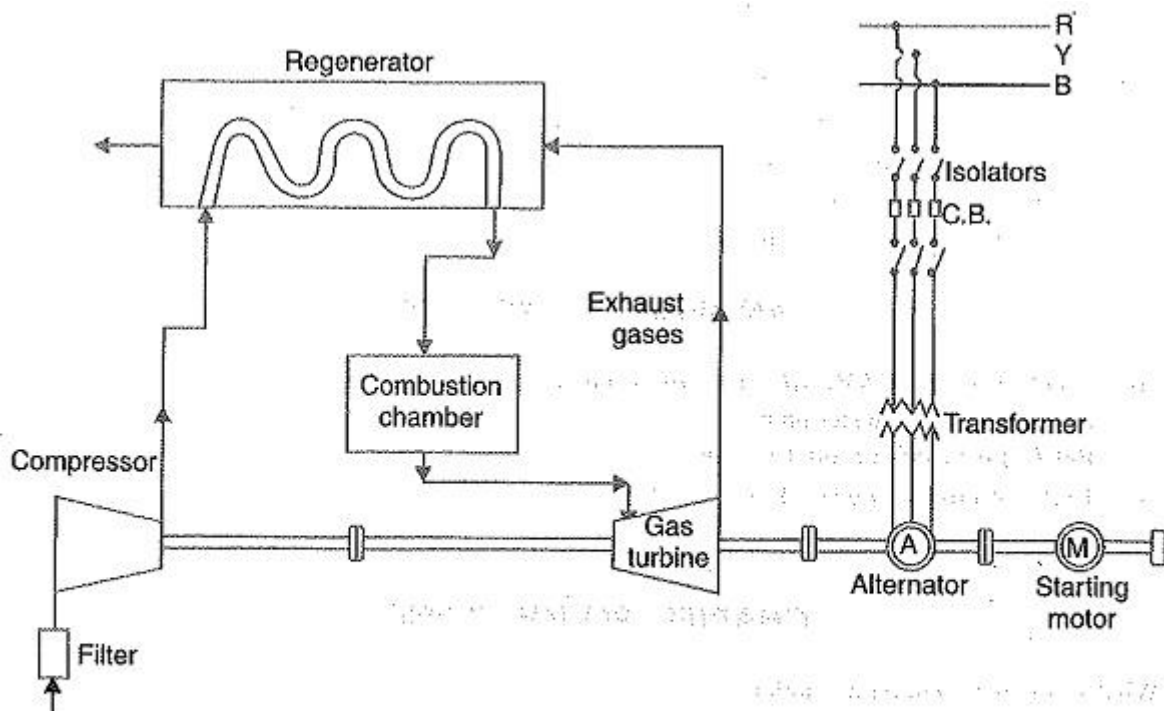 Regenerator
R
Y
B
Isolators
C.B.
Exhaust
gases
Combustion
chamber
Transformer
Compressor
Gas
turbine
A
M
Alternator
Starting
motor
Filter